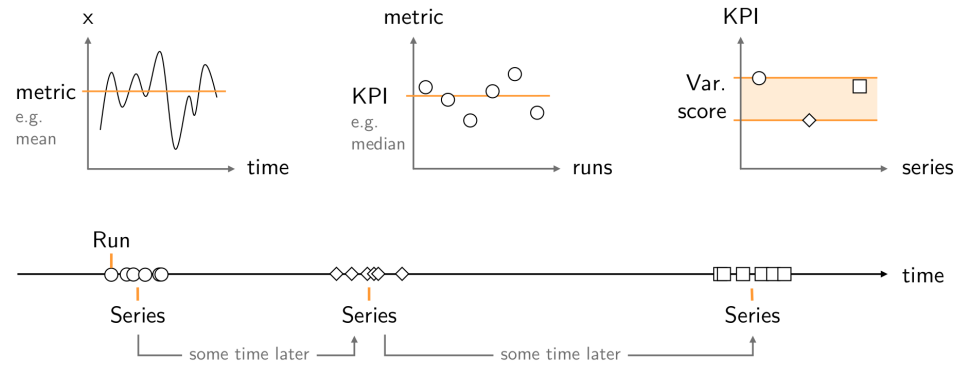 x
metric
e.g.
mean
time
metric
KPI
e.g.
median
runs
KPI
Var.
score
series
Run
time
Series
Series
Series
some time later
some time later